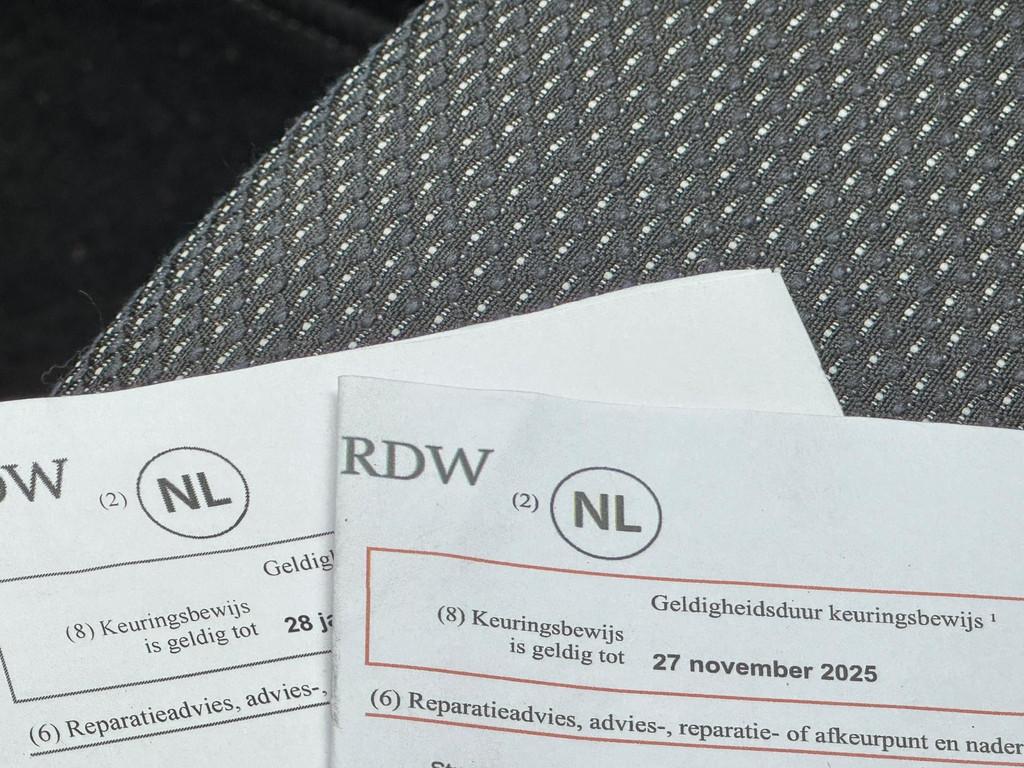 (2) NL
(8) Keuringsbewijs
is geldig tot 28
(6) Reparatieadvies, advies-,
RDW
(2) NL
Geldigheidsduur keuringsbewijs ¹
(8) Keuringsbewijs
is geldig tot 27 november 2025
(6) Reparatieadvies, advies-, reparatie- of afkeurpunt en nader